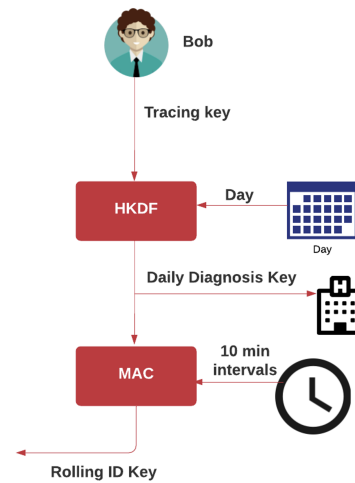 Bob
Tracing key
HKDF
Day
Day
H
Daily Diagnosis Key
10 min
intervals
MAC
Rolling ID Key